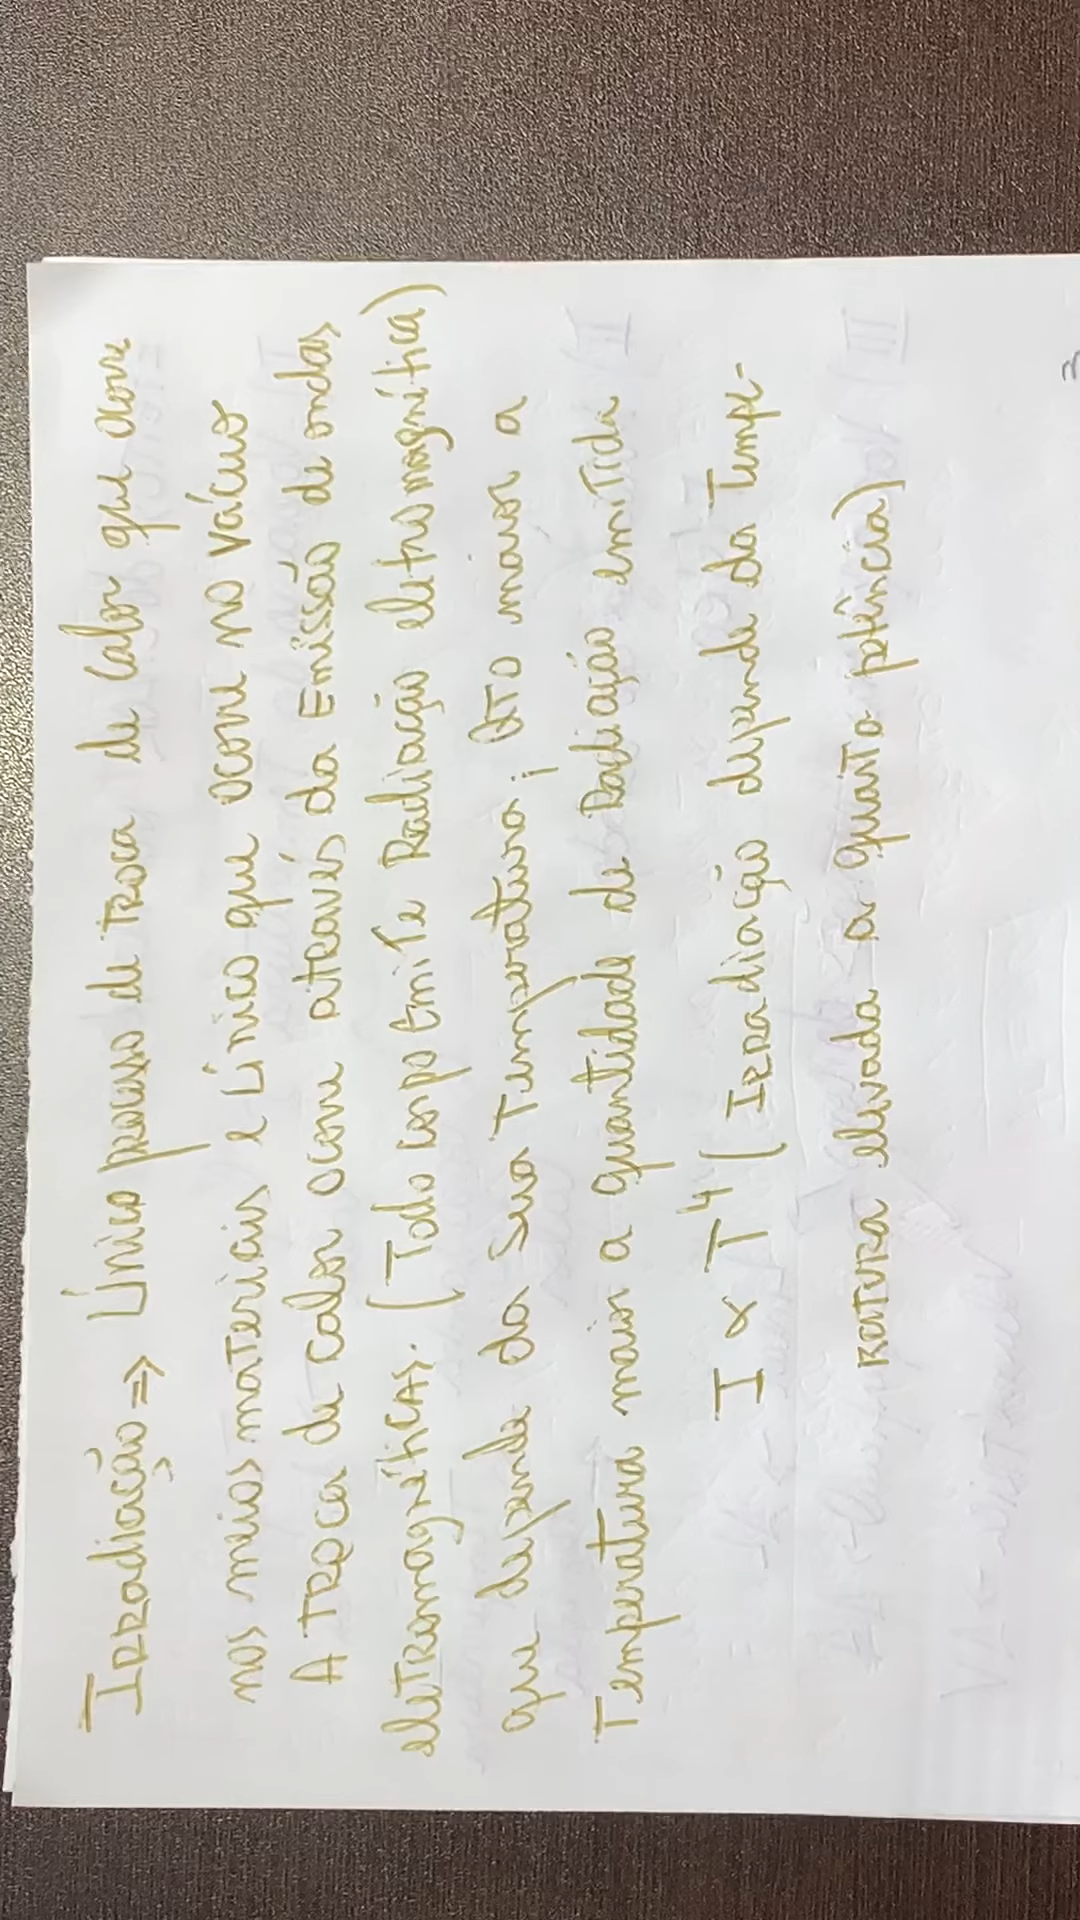 Irradiação => Único processo de troca de calor que ocorre
nos meios materiais e Único que ocorre no vácuo
A troca de calor ocorre através da Emissão de ondas
eletromagnéticas. (Todo corpo Emite Radiação eletromagnética)
que depende da sua Temperatura; QTO maior a
Temperatura maior a quantidade de Radiação emitida
I α T⁴ (Irradiação depende da Tempe-
ratura elevada a quarta potência)